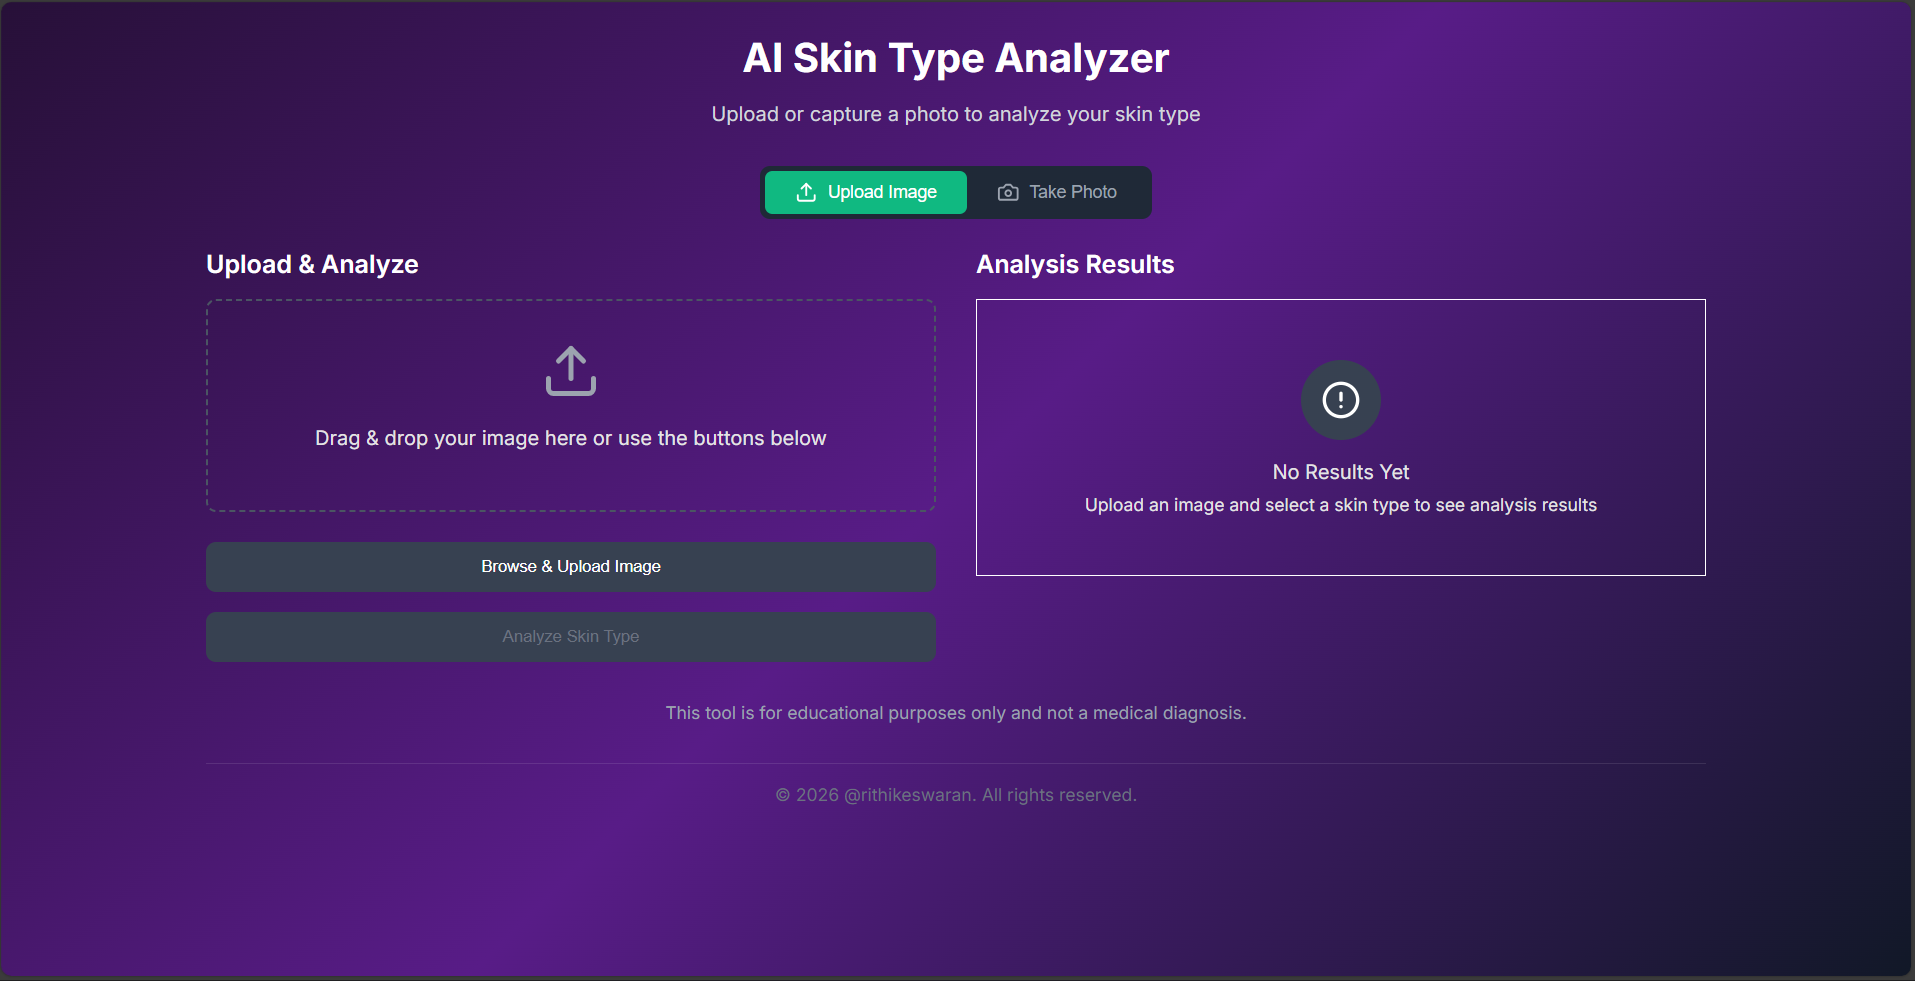 AI Skin Type Analyzer
Upload or capture a photo to analyze your skin type
Upload Image
Take Photo
Upload & Analyze
Drag & drop your image here or use the buttons below
Browse & Upload Image
Analyze Skin Type
Analysis Results
No Results Yet
Upload an image and select a skin type to see analysis results
This tool is for educational purposes only and not a medical diagnosis.
© 2026 @rithikeswaran. All rights reserved.